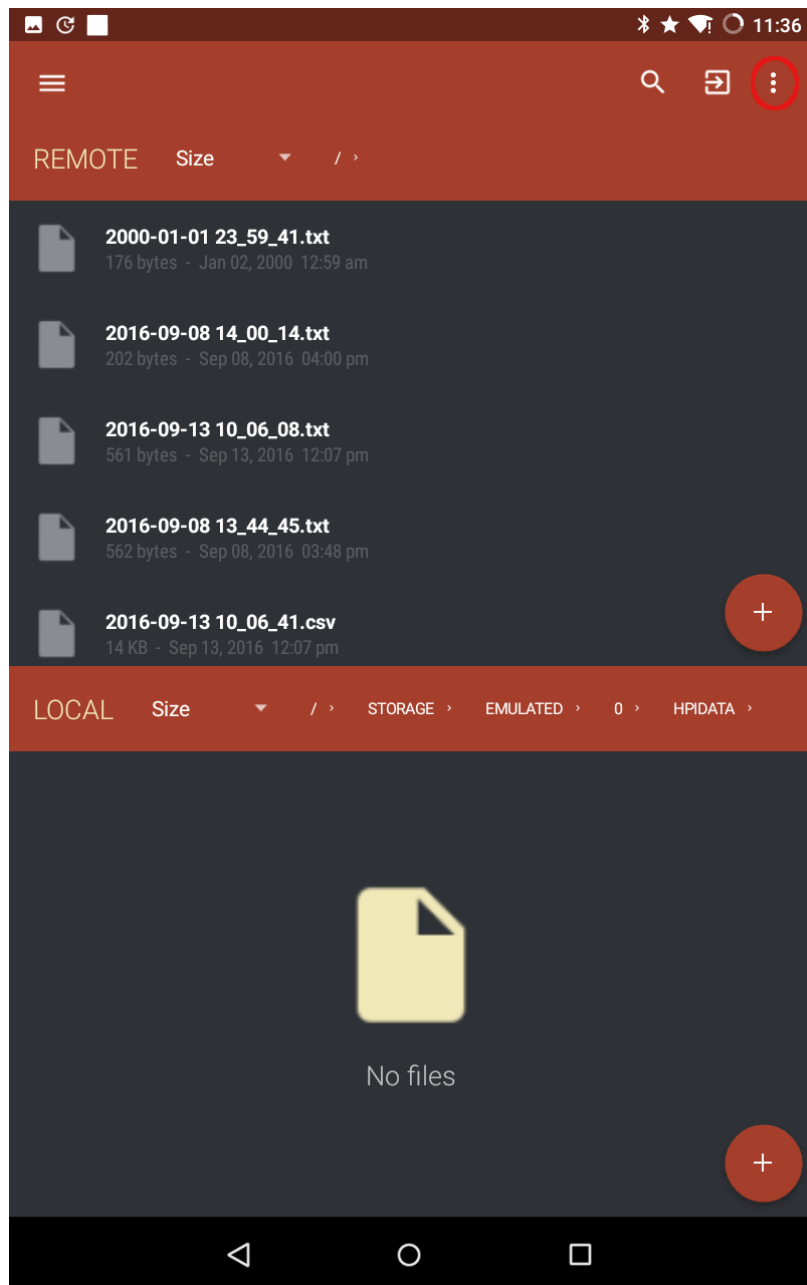 11:36
REMOTE Size / ›
2000-01-01 23_59_41.txt
176 bytes - Jan 02, 2000 12:59 am
2016-09-08 14_00_14.txt
202 bytes - Sep 08, 2016 04:00 pm
2016-09-13 10_06_08.txt
561 bytes - Sep 13, 2016 12:07 pm
2016-09-08 13_44_45.txt
562 bytes - Sep 08, 2016 03:48 pm
2016-09-13 10_06_41.csv
14 KB - Sep 13, 2016 12:07 pm
LOCAL Size / › STORAGE › EMULATED › 0 › HPIDATA ›
No files